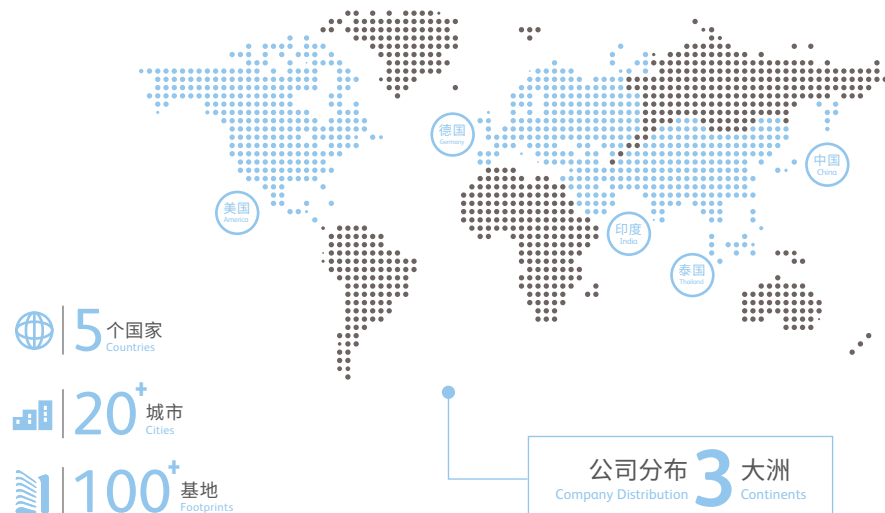 德国
Germany
中国
China
美国
America
印度
India
泰国
Thailand
5 个国家
Countries
20+ 城市
Cities
100+ 基地
Footprints
公司分布 3 大洲
Company Distribution Continents